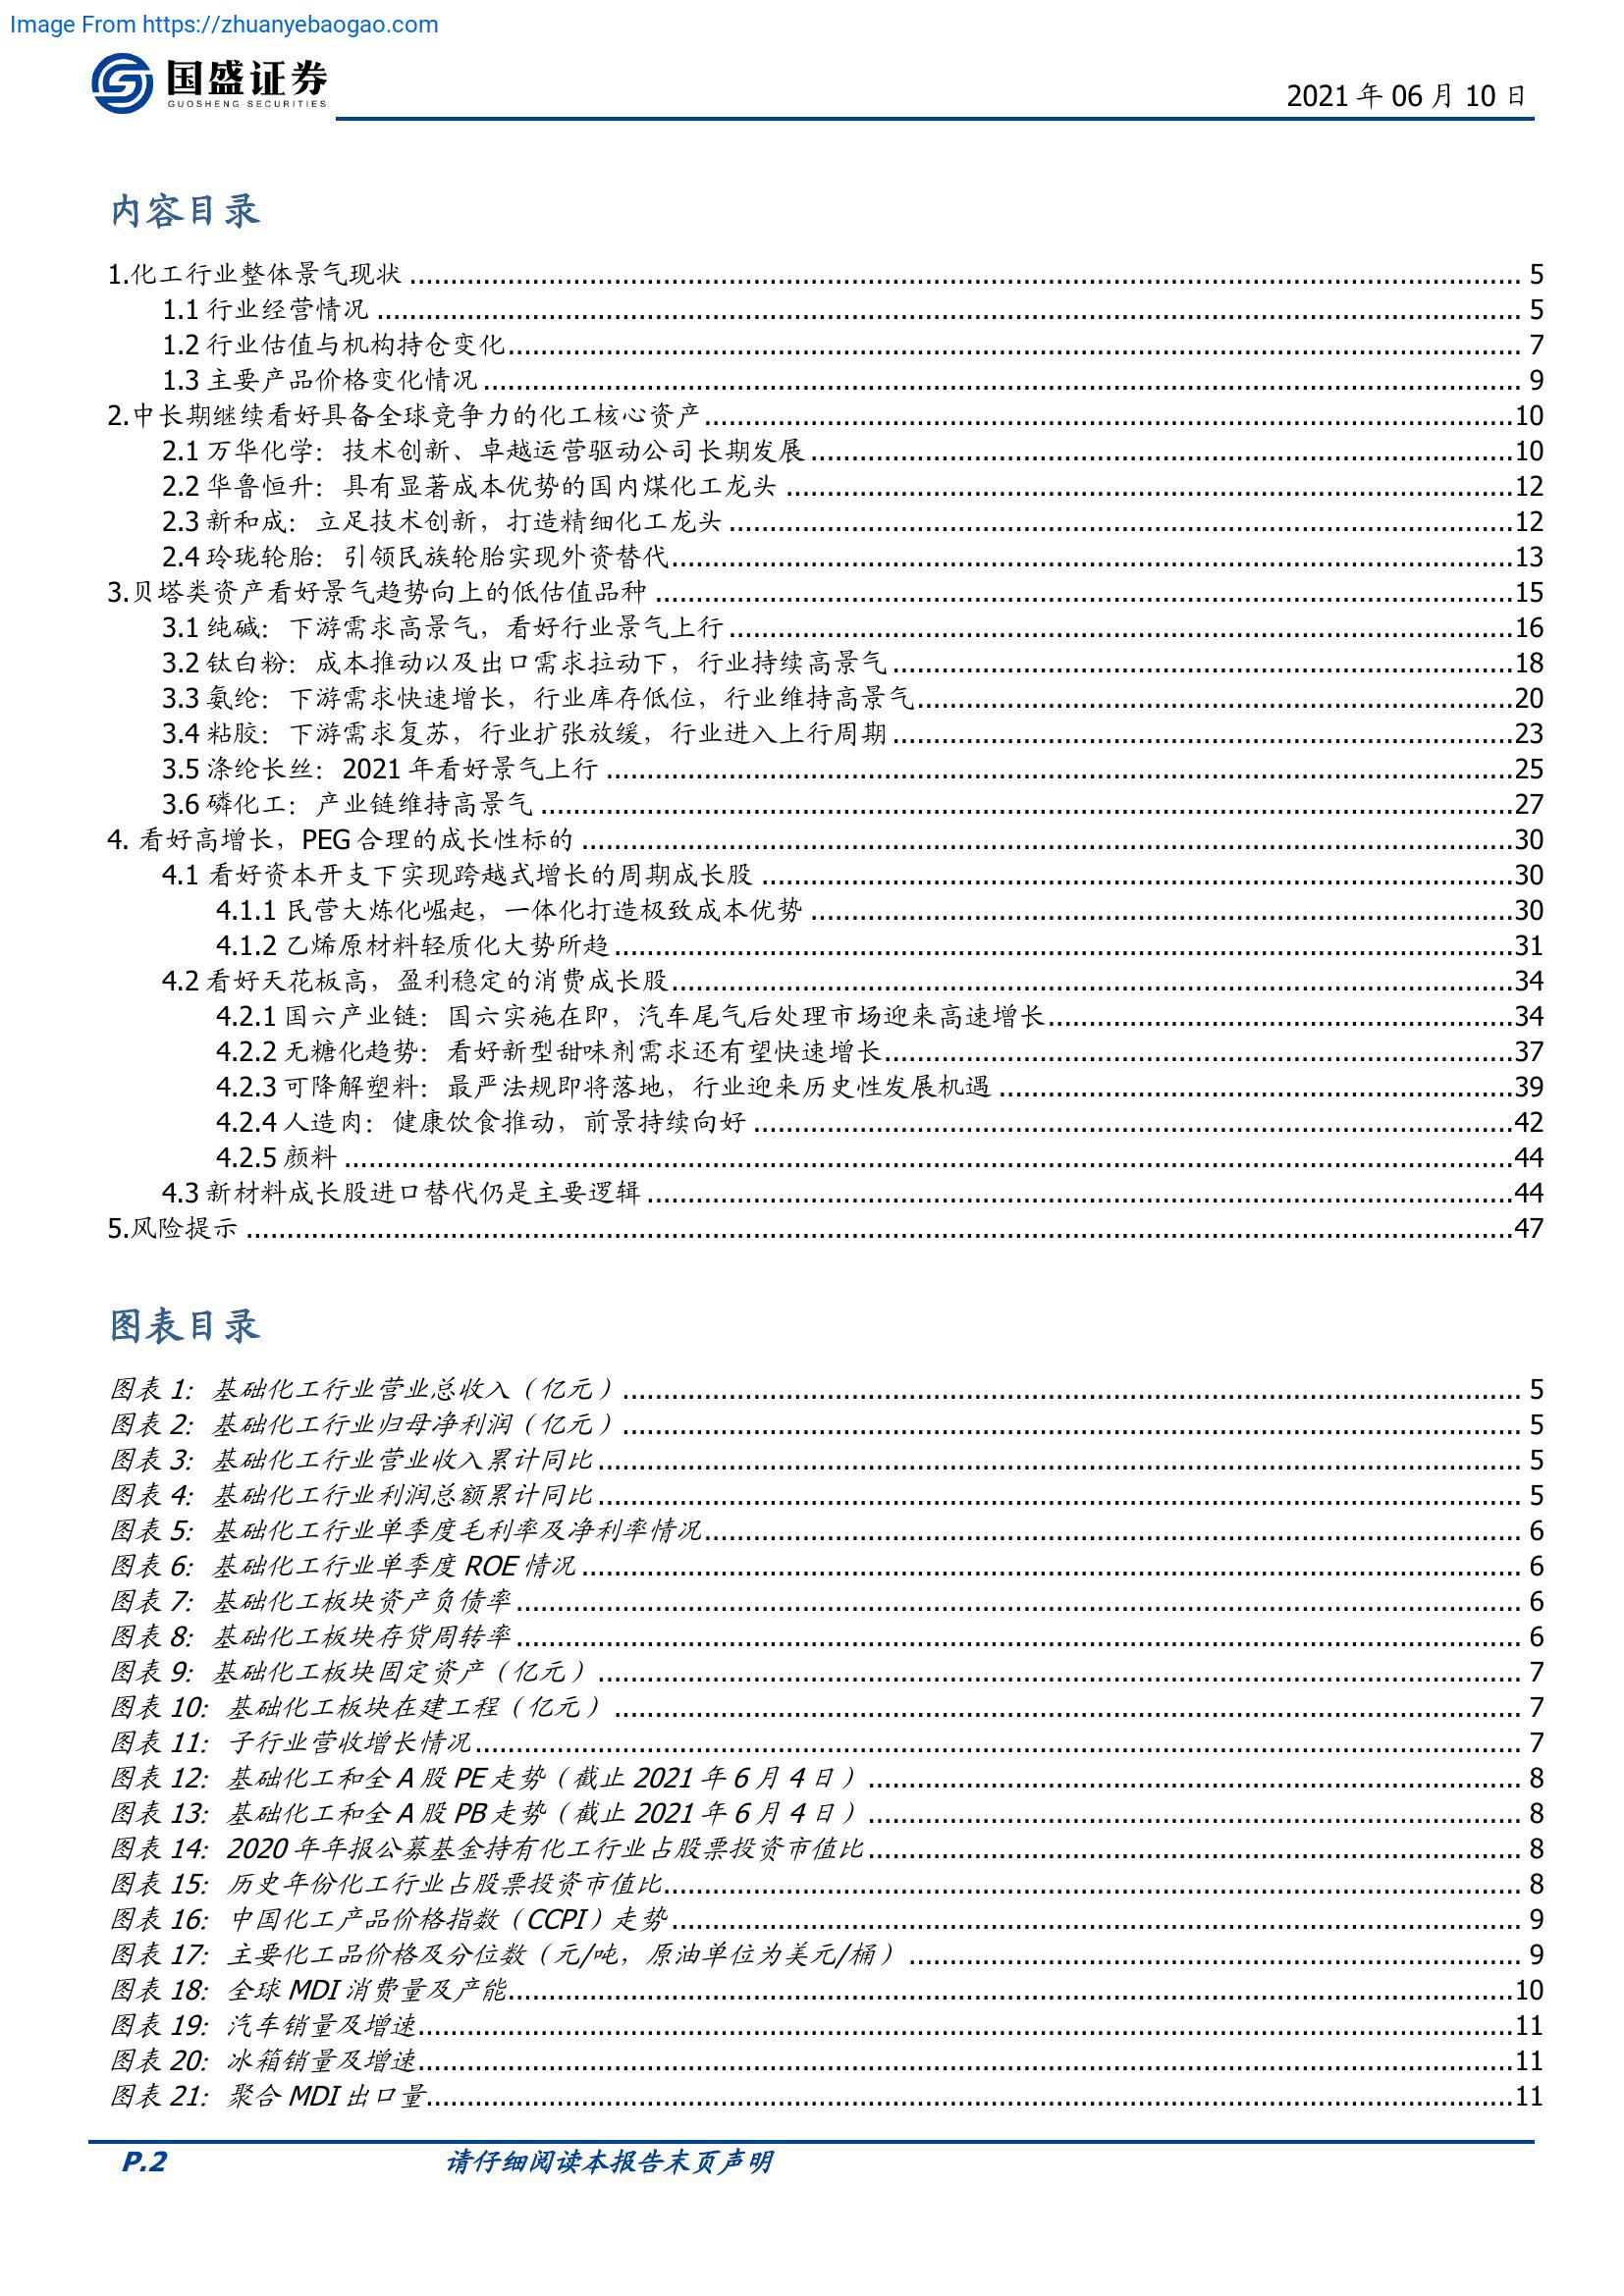 Image From https://zhuanyebaogao.com
国盛证券
GUOSHENG SECURITIES
2021 年 06 月 10 日
内容目录
1.化工行业整体景气现状 ........ 5
1.1 行业经营情况 ........ 5
1.2 行业估值与机构持仓变化 ........ 7
1.3 主要产品价格变化情况 ........ 9
2.中长期继续看好具备全球竞争力的化工核心资产 ........ 10
2.1 万华化学：技术创新、卓越运营驱动公司长期发展 ........ 10
2.2 华鲁恒升：具有显著成本优势的国内煤化工龙头 ........ 12
2.3 新和成：立足技术创新，打造精细化工龙头 ........ 12
2.4 玲珑轮胎：引领民族轮胎实现外资替代 ........ 13
3.贝塔类资产看好景气趋势向上的低估值品种 ........ 15
3.1 纯碱：下游需求高景气，看好行业景气上行 ........ 16
3.2 钛白粉：成本推动以及出口需求拉动下，行业持续高景气 ........ 18
3.3 氨纶：下游需求快速增长，行业库存低位，行业维持高景气 ........ 20
3.4 粘胶：下游需求复苏，行业扩张放缓，行业进入上行周期 ........ 23
3.5 涤纶长丝：2021 年看好景气上行 ........ 25
3.6 磷化工：产业链维持高景气 ........ 27
4. 看好高增长，PEG 合理的成长性标的 ........ 30
4.1 看好资本开支下实现跨越式增长的周期成长股 ........ 30
4.1.1 民营大炼化崛起，一体化打造极致成本优势 ........ 30
4.1.2 乙烯原材料轻质化大势所趋 ........ 31
4.2 看好天花板高，盈利稳定的消费成长股 ........ 34
4.2.1 国六产业链：国六实施在即，汽车尾气后处理市场迎来高速增长 ........ 34
4.2.2 无糖化趋势：看好新型甜味剂需求还有望快速增长 ........ 37
4.2.3 可降解塑料：最严法规即将落地，行业迎来历史性发展机遇 ........ 39
4.2.4 人造肉：健康饮食推动，前景持续向好 ........ 42
4.2.5 颜料 ........ 44
4.3 新材料成长股进口替代仍是主要逻辑 ........ 44
5.风险提示 ........ 47
图表目录
图表 1：基础化工行业营业总收入（亿元） ........ 5
图表 2：基础化工行业归母净利润（亿元） ........ 5
图表 3：基础化工行业营业收入累计同比 ........ 5
图表 4：基础化工行业利润总额累计同比 ........ 5
图表 5：基础化工行业单季度毛利率及净利率情况 ........ 6
图表 6：基础化工行业单季度 ROE 情况 ........ 6
图表 7：基础化工板块资产负债率 ........ 6
图表 8：基础化工板块存货周转率 ........ 6
图表 9：基础化工板块固定资产（亿元） ........ 7
图表 10：基础化工板块在建工程（亿元） ........ 7
图表 11：子行业营收增长情况 ........ 7
图表 12：基础化工和全 A 股 PE 走势（截止 2021 年 6 月 4 日） ........ 8
图表 13：基础化工和全 A 股 PB 走势（截止 2021 年 6 月 4 日） ........ 8
图表 14：2020 年年报公募基金持有化工行业占股票投资市值比 ........ 8
图表 15：历史年份化工行业占股票投资市值比 ........ 8
图表 16：中国化工产品价格指数（CCPI）走势 ........ 9
图表 17：主要化工品价格及分位数（元/吨，原油单位为美元/桶） ........ 9
图表 18：全球 MDI 消费量及产能 ........ 10
图表 19：汽车销量及增速 ........ 11
图表 20：冰箱销量及增速 ........ 11
图表 21：聚合 MDI 出口量 ........ 11
P.2 请仔细阅读本报告末页声明